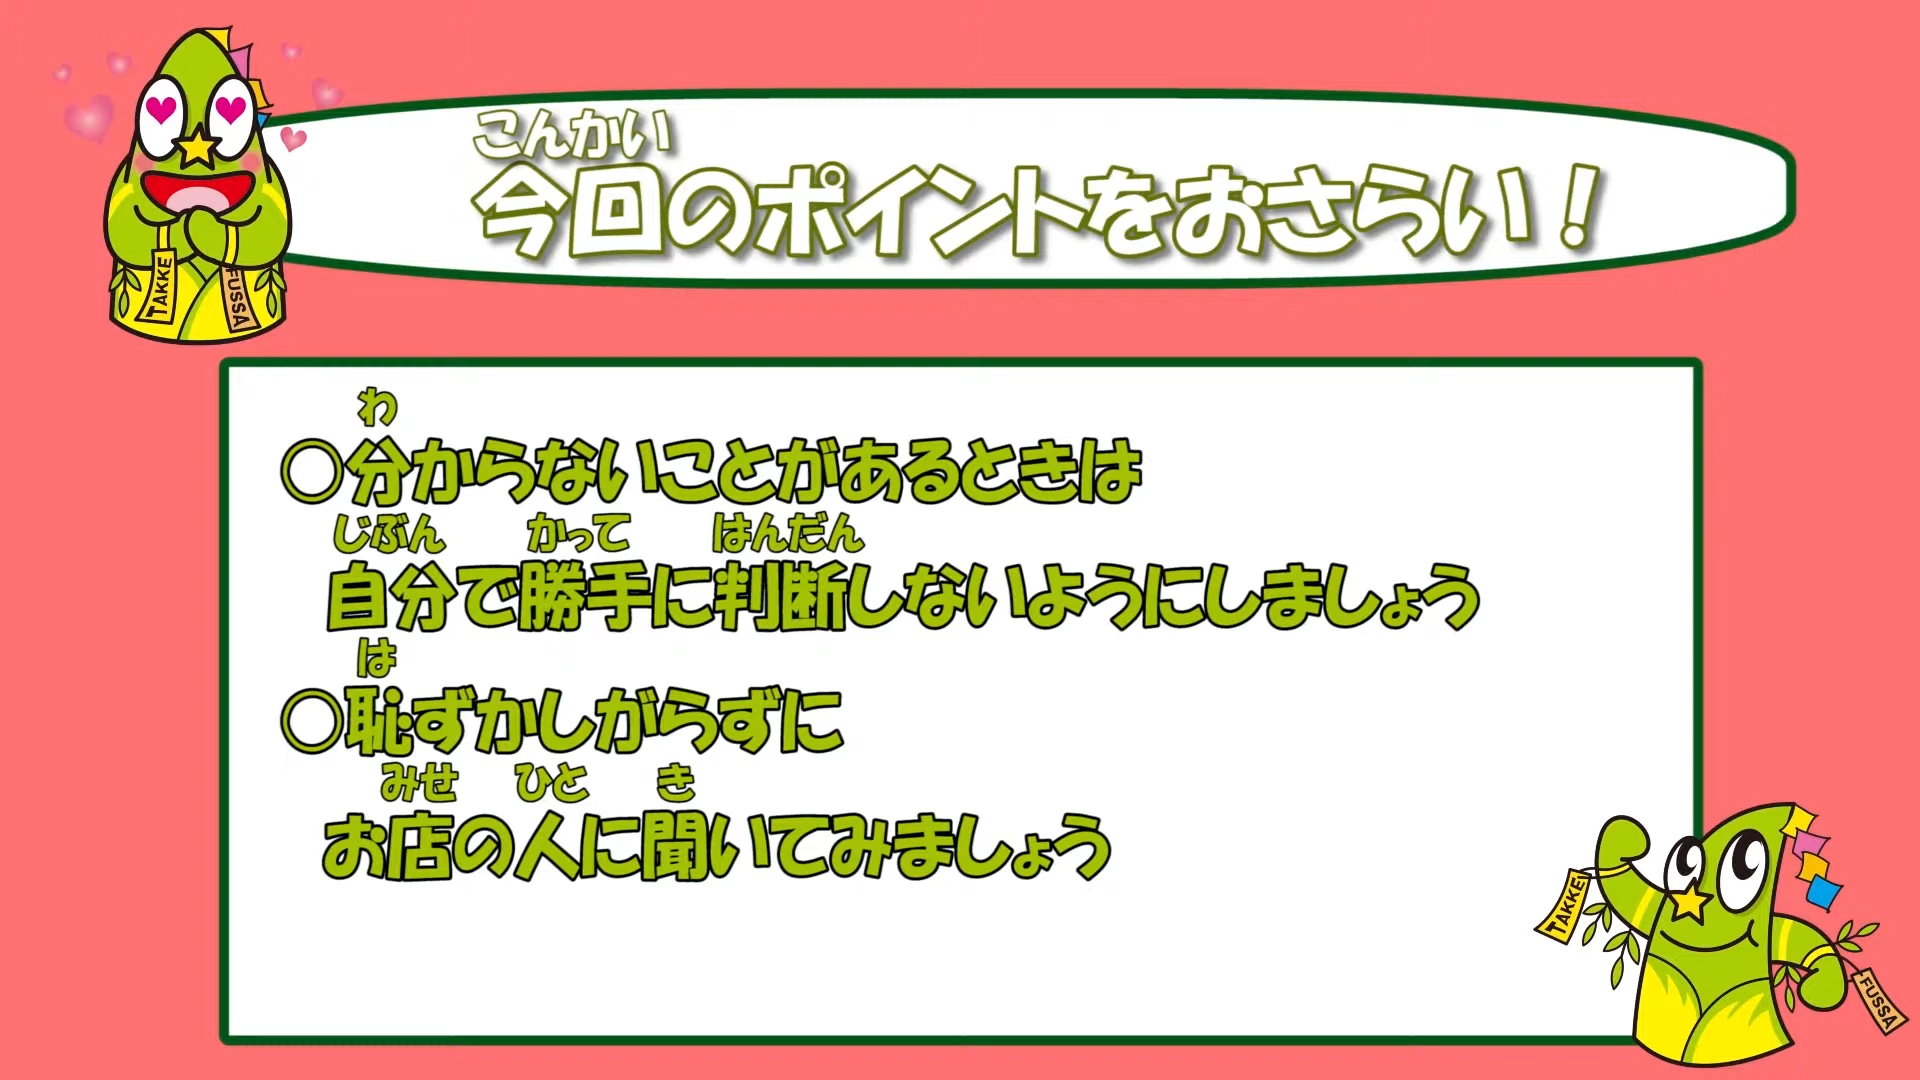 こんかい
今回のポイントをおさらい！
TAKKE
FUSSA
わ
○分からないことがあるときは
じぶん かって はんだん
自分で勝手に判断しないようにしましょう
は
○恥ずかしがらずに
みせ ひと き
お店の人に聞いてみましょう
TAKKE
FUSSA